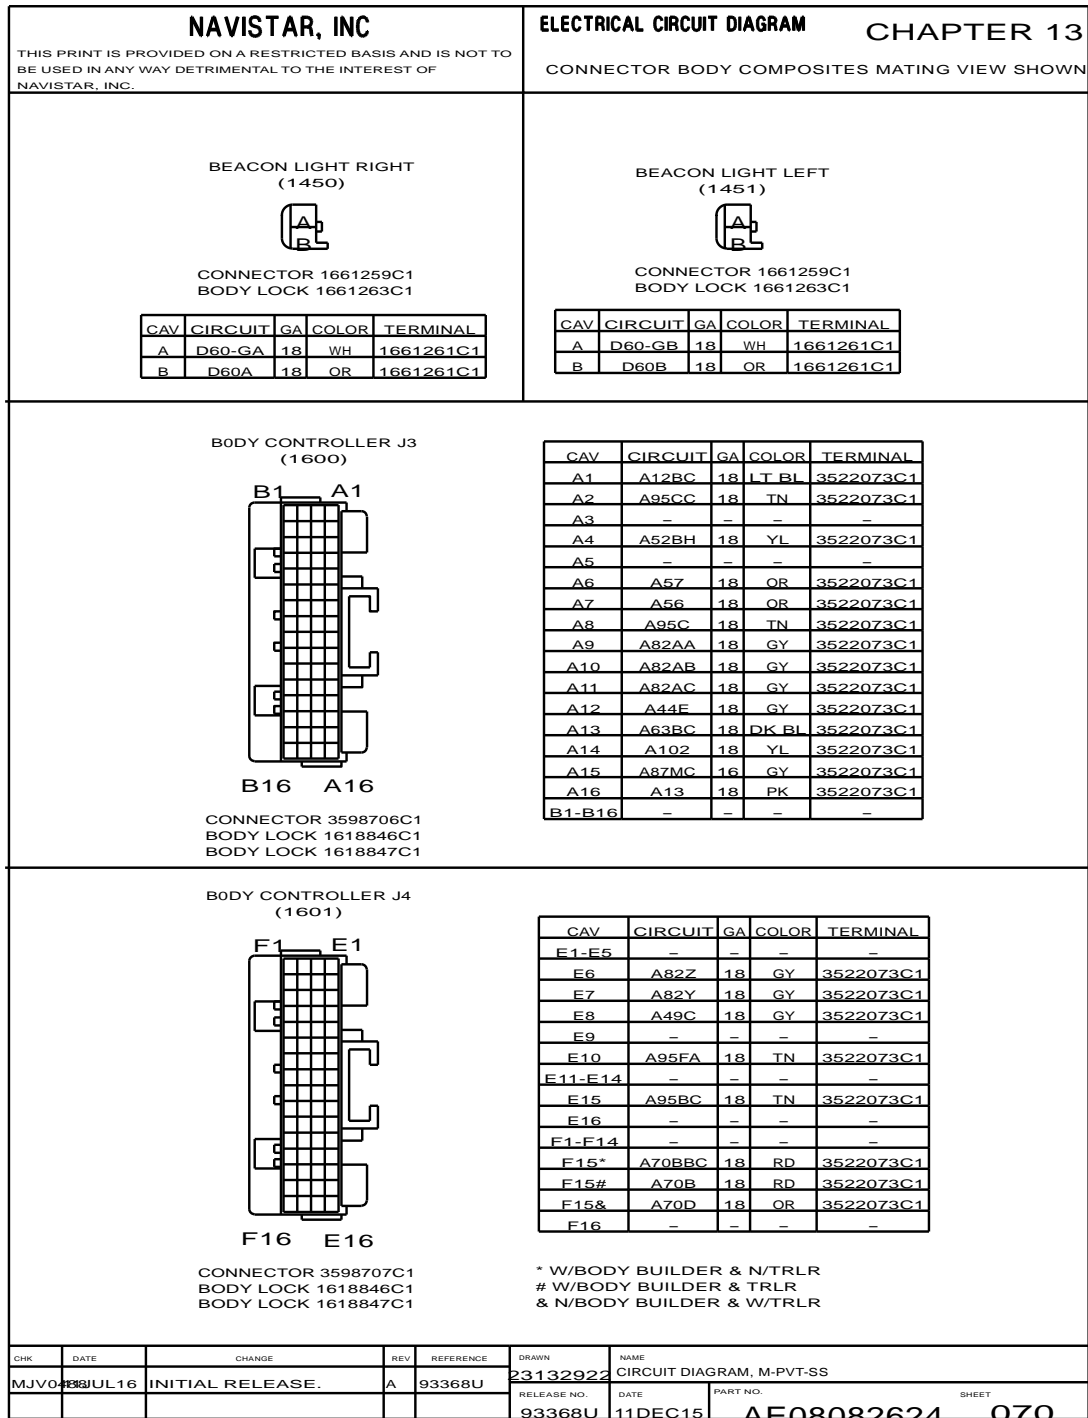 NAVISTAR, INC
THIS PRINT IS PROVIDED ON A RESTRICTED BASIS AND IS NOT TO
BE USED IN ANY WAY DETRIMENTAL TO THE INTEREST OF
NAVISTAR, INC.
ELECTRICAL CIRCUIT DIAGRAM CHAPTER 13
CONNECTOR BODY COMPOSITES MATING VIEW SHOWN
BEACON LIGHT RIGHT
(1450)
A
B
CONNECTOR 1661259C1
BODY LOCK 1661263C1
CAV CIRCUIT GA COLOR TERMINAL
A D60-GA 18 WH 1661261C1
B D60A 18 OR 1661261C1
BEACON LIGHT LEFT
(1451)
A
B
CONNECTOR 1661259C1
BODY LOCK 1661263C1
CAV CIRCUIT GA COLOR TERMINAL
A D60-GB 18 WH 1661261C1
B D60B 18 OR 1661261C1
B0DY CONTROLLER J3
(1600)
B1 A1
B16 A16
CONNECTOR 3598706C1
BODY LOCK 1618846C1
BODY LOCK 1618847C1
CAV CIRCUIT GA COLOR TERMINAL
A1 A12BC 18 LT BL 3522073C1
A2 A95CC 18 TN 3522073C1
A3 – – – –
A4 A52BH 18 YL 3522073C1
A5 – – – –
A6 A57 18 OR 3522073C1
A7 A56 18 OR 3522073C1
A8 A95C 18 TN 3522073C1
A9 A82AA 18 GY 3522073C1
A10 A82AB 18 GY 3522073C1
A11 A82AC 18 GY 3522073C1
A12 A44E 18 GY 3522073C1
A13 A63BC 18 DK BL 3522073C1
A14 A102 18 YL 3522073C1
A15 A87MC 16 GY 3522073C1
A16 A13 18 PK 3522073C1
B1-B16 – – – –
B0DY CONTROLLER J4
(1601)
F1 E1
F16 E16
CONNECTOR 3598707C1
BODY LOCK 1618846C1
BODY LOCK 1618847C1
CAV CIRCUIT GA COLOR TERMINAL
E1-E5 – – – –
E6 A82Z 18 GY 3522073C1
E7 A82Y 18 GY 3522073C1
E8 A49C 18 GY 3522073C1
E9 – – – –
E10 A95FA 18 TN 3522073C1
E11-E14 – – – –
E15 A95BC 18 TN 3522073C1
E16 – – – –
F1-F14 – – – –
F15* A70BBC 18 RD 3522073C1
F15# A70B 18 RD 3522073C1
F15& A70D 18 OR 3522073C1
F16 – – – –
* W/BODY BUILDER & N/TRLR
# W/BODY BUILDER & TRLR
& N/BODY BUILDER & W/TRLR
CHK DATE CHANGE REV REFERENCE
INITIAL RELEASE. A 93368U
DRAWN
23132922
NAME
CIRCUIT DIAGRAM, M-PVT-SS
RELEASE NO.
93368U
DATE
11DEC15
PART NO.
AE08082624
SHEET
070